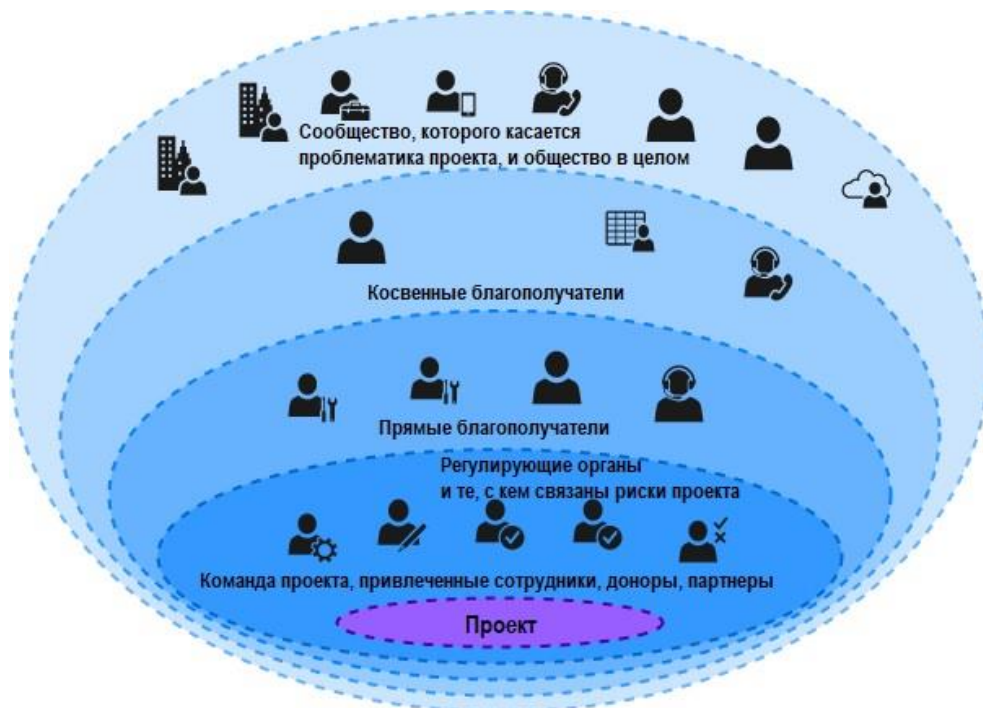 Сообщество, которого касается
проблематика проекта, и общество в целом
Косвенные благополучатели
Прямые благополучатели
Регулирующие органы
и те, с кем связаны риски проекта
Команда проекта, привлеченные сотрудники, доноры, партнеры
Проект